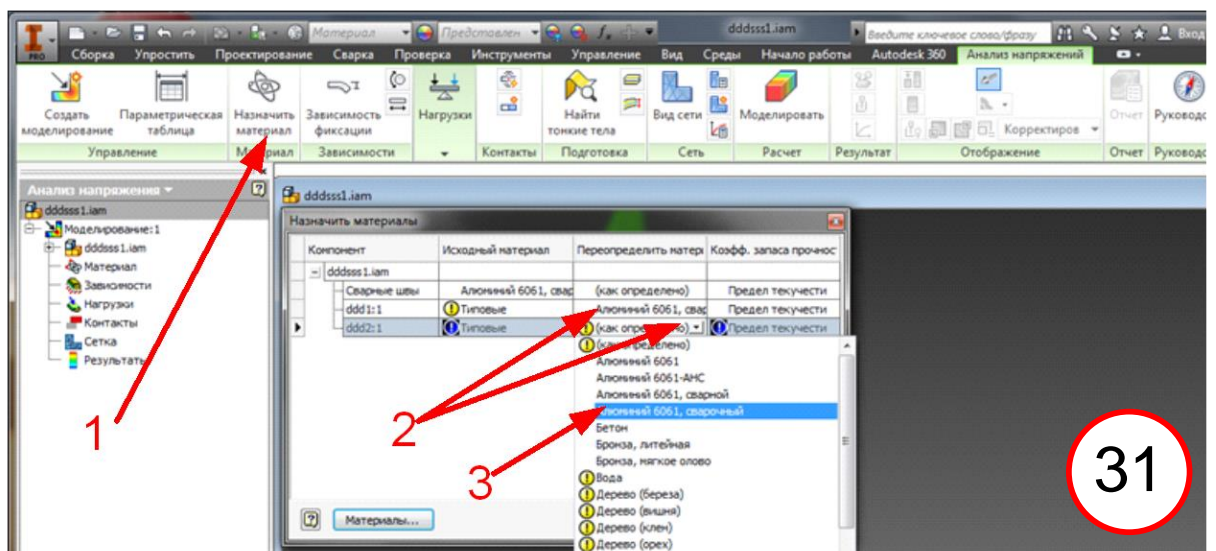 Материал Представлен dddsss1.iam Введите ключевое слово/фразу Вход
PRO Сборка Упростить Проектирование Сварка Проверка Инструменты Управление Вид Среды Начало работы Autodesk 360 Анализ напряжений
Создать моделирование
Параметрическая таблица
Назначить материал
Зависимость фиксации
Нагрузки
Найти тонкие тела
Вид сети
Моделировать
Корректиров
Отчет
Руковод
Управление Материал Зависимости Контакты Подготовка Сеть Расчет Результат Отображение Отчет Руковод
Анализ напряжения
dddsss1.iam
Моделирование:1
dddsss1.iam
Материал
Зависимости
Нагрузки
Контакты
Сетка
Результаты
dddsss1.iam
Назначить материалы
Компонент Исходный материал Переопределить матери Коэфф. запаса прочнос
dddsss1.iam
Сварные швы Алюминий 6061, свар (как определено) Предел текучести
ddd1:1 Типовые Алюминий 6061, свар Предел текучести
ddd2:1 Типовые (как определено) Предел текучести
(как определено)
Алюминий 6061
Алюминий 6061-АНС
Алюминий 6061, сварной
Алюминий 6061, сварочный
Бетон
Бронза, литейная
Бронза, мягкое олово
Вода
Дерево (береза)
Дерево (вишня)
Дерево (клен)
Дерево (орех)
Материалы...
1
2
3
31